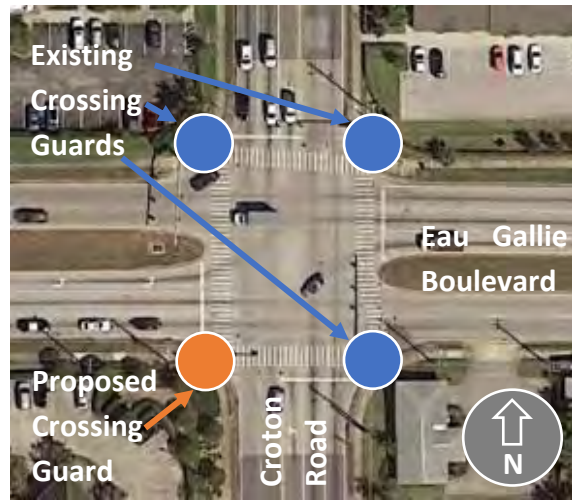 Existing
Crossing
Guards
Eau Gallie
Boulevard
Proposed
Crossing
Guard
Croton
Road
N